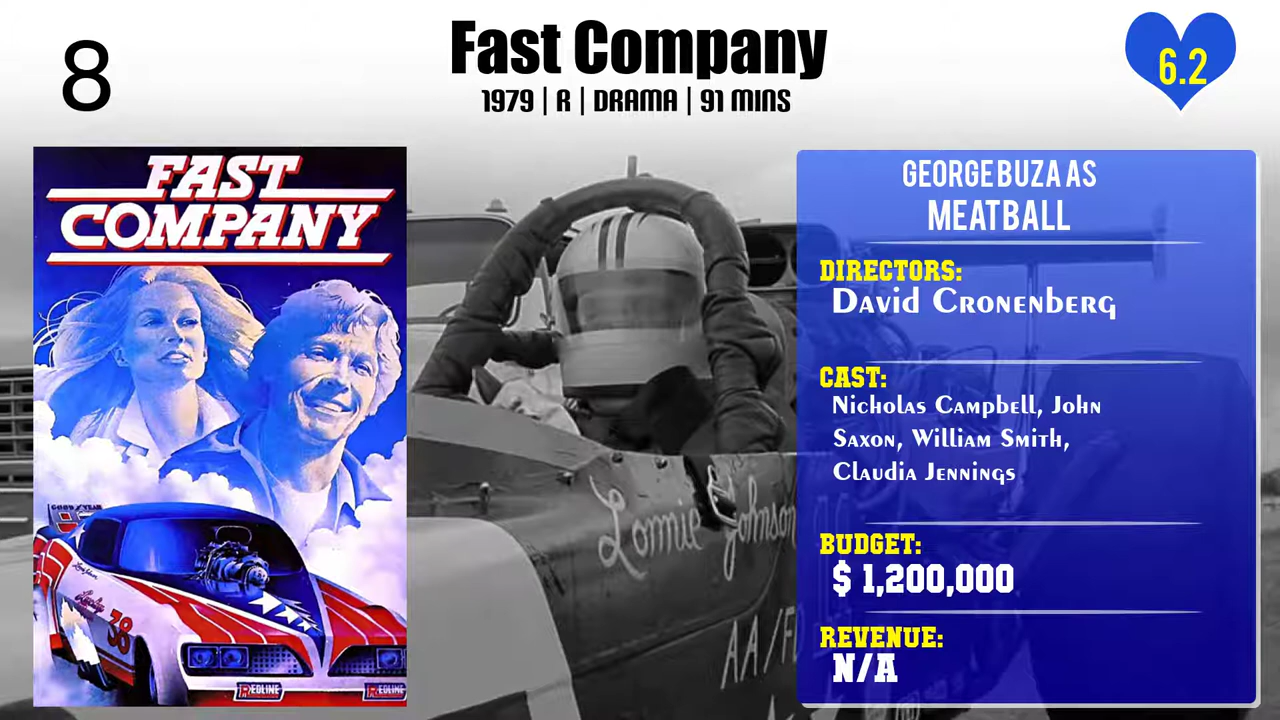 8
Fast Company
1979 | R | DRAMA | 91 MINS
6.2
FAST
COMPANY
GOOD YEAR
38
REDLINE
REDLINE
Lonnie Johnson
AA/F
GEORGE BUZA AS
MEATBALL
DIRECTORS:
David Cronenberg
CAST:
Nicholas Campbell, John
Saxon, William Smith,
Claudia Jennings
BUDGET:
$ 1,200,000
REVENUE:
N/A